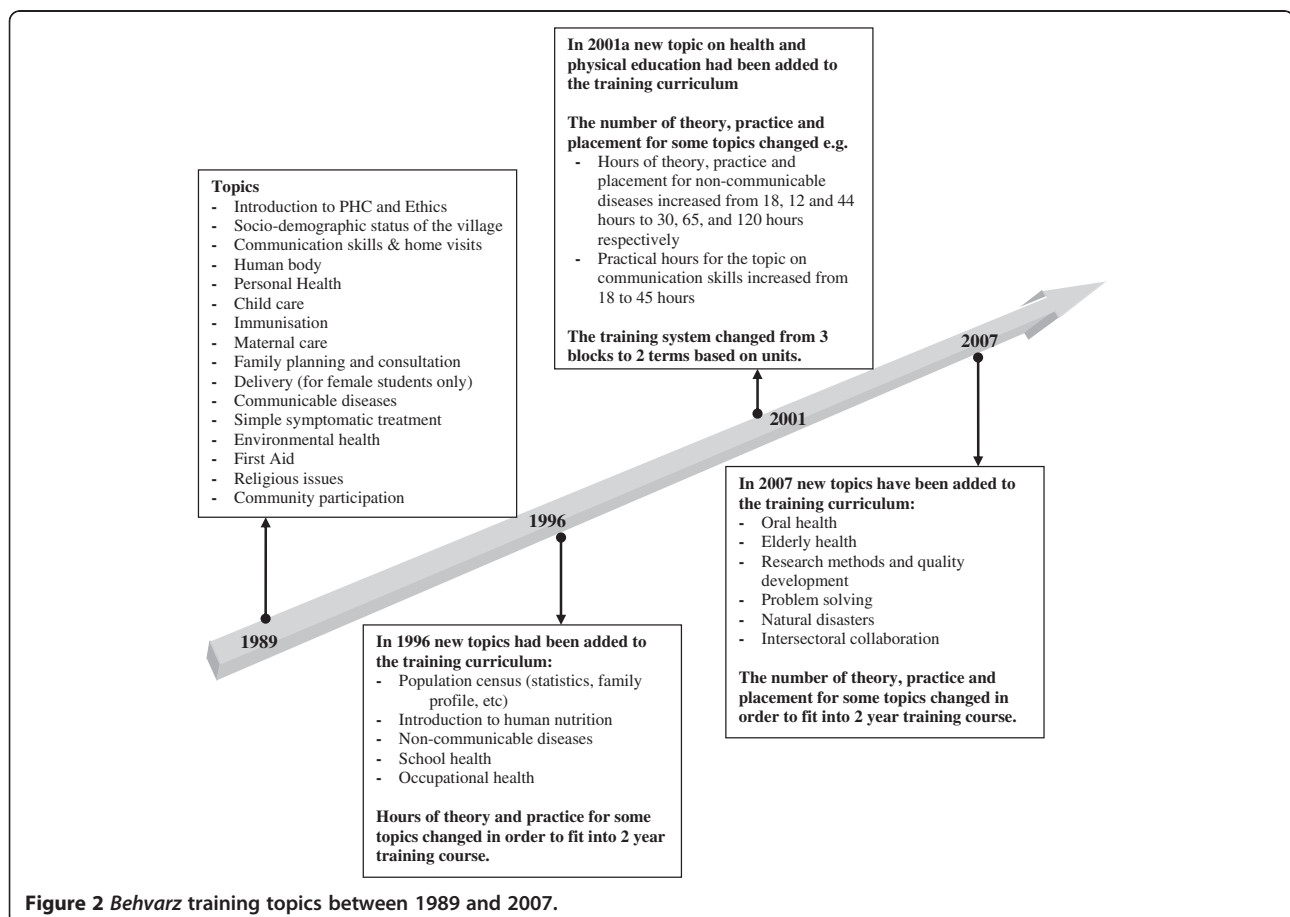 Topics
- Introduction to PHC and Ethics
- Socio-demographic status of the village
- Communication skills & home visits
- Human body
- Personal Health
- Child care
- Immunisation
- Maternal care
- Family planning and consultation
- Delivery (for female students only)
- Communicable diseases
- Simple symptomatic treatment
- Environmental health
- First Aid
- Religious issues
- Community participation
1989
In 1996 new topics had been added to
the training curriculum:
- Population census (statistics, family
profile, etc)
- Introduction to human nutrition
- Non-communicable diseases
- School health
- Occupational health
Hours of theory and practice for some
topics changed in order to fit into 2 year
training course.
1996
In 2001a new topic on health and
physical education had been added to
the training curriculum
The number of theory, practice and
placement for some topics changed e.g.
- Hours of theory, practice and
placement for non-communicable
diseases increased from 18, 12 and 44
hours to 30, 65, and 120 hours
respectively
- Practical hours for the topic on
communication skills increased from
18 to 45 hours
The training system changed from 3
blocks to 2 terms based on units.
2001
2007
In 2007 new topics have been added to
the training curriculum:
- Oral health
- Elderly health
- Research methods and quality
development
- Problem solving
- Natural disasters
- Intersectoral collaboration
The number of theory, practice and
placement for some topics changed in
order to fit into 2 year training course.
Figure 2 Behvarz training topics between 1989 and 2007.